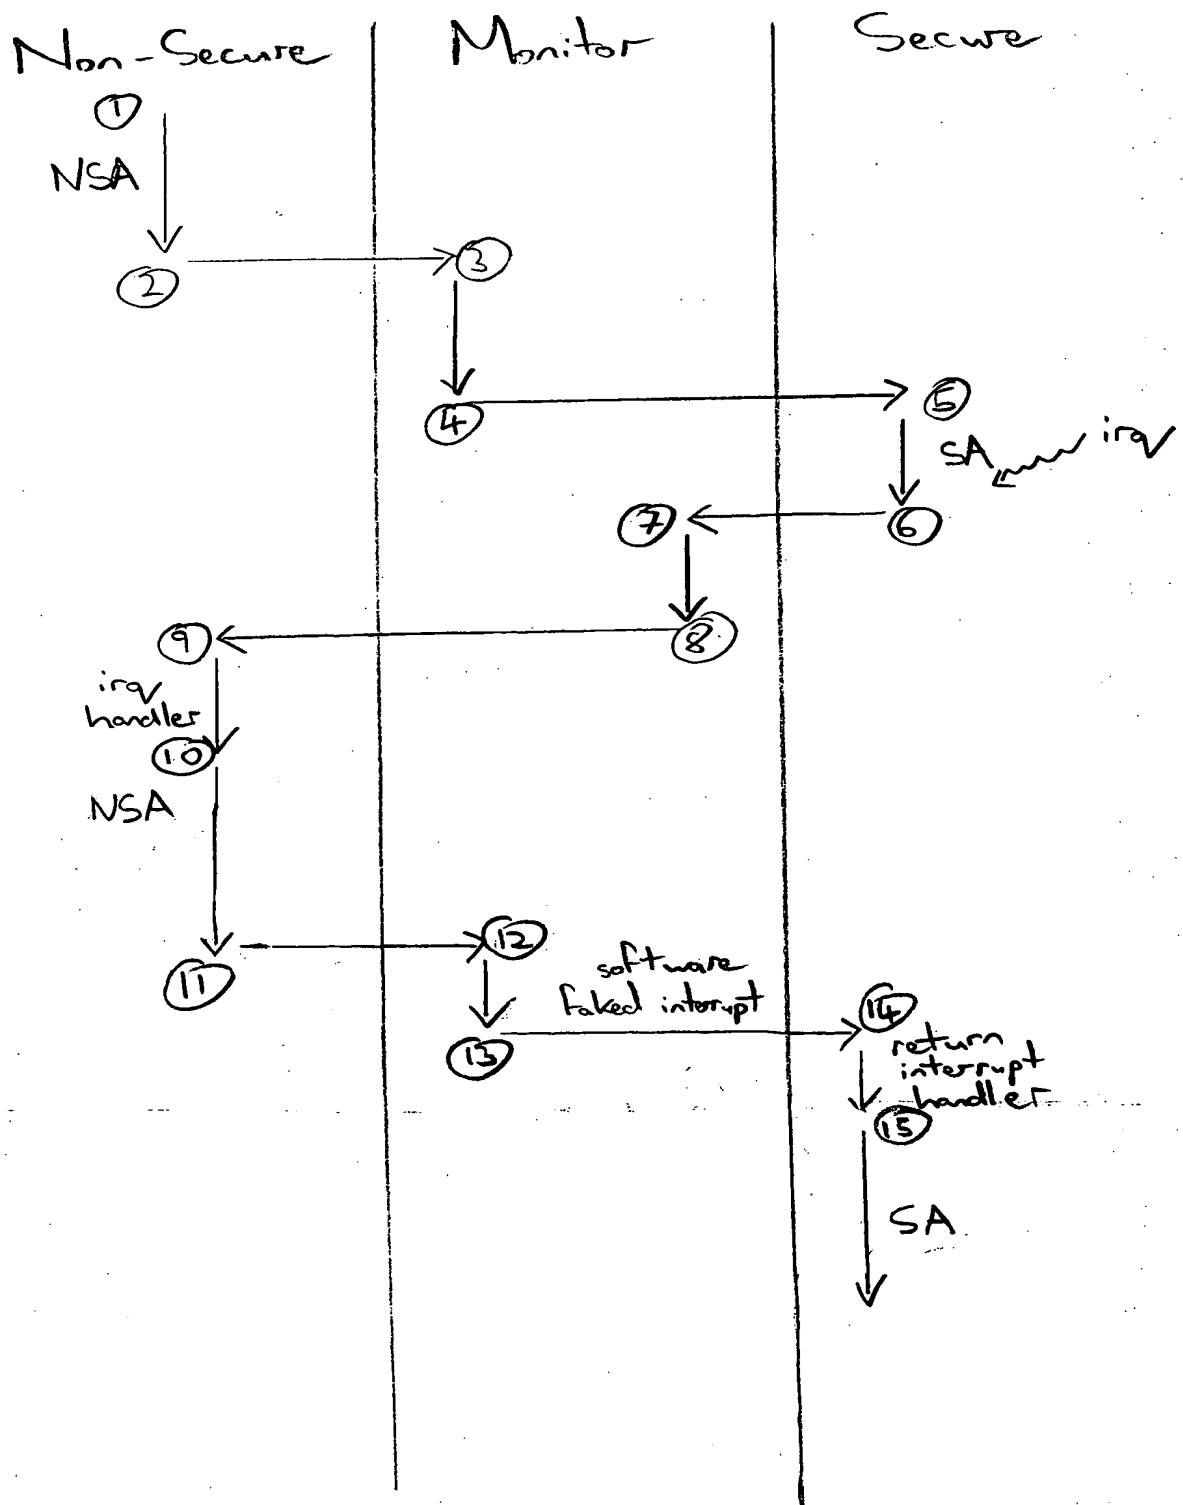 Non-Secure
Monitor
Secure
1
NSA
2
3
4
5
SA
irq
6
7
8
9
irq
handler
10
NSA
11
12
software
faked interrupt
13
14
return
interrupt
handler
15
SA